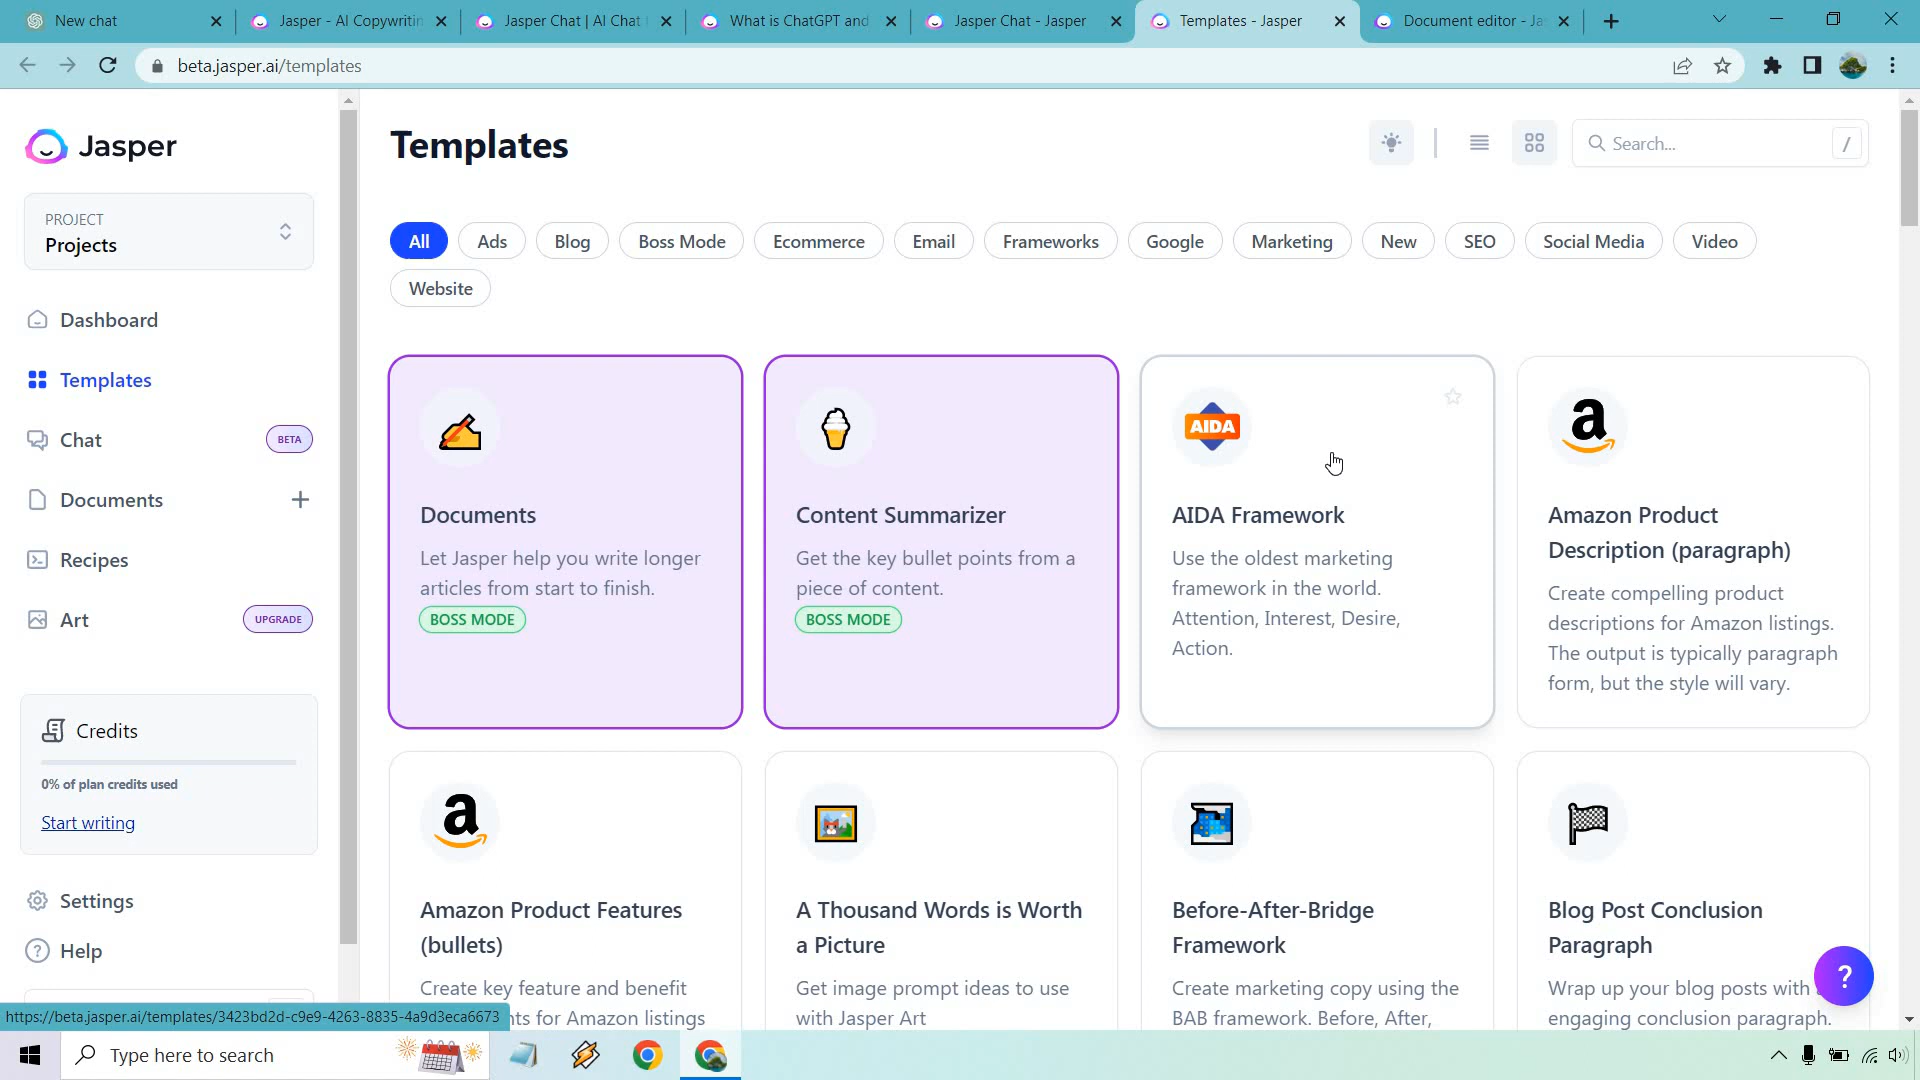 New chat
Jasper - AI Copywritin
Jasper Chat | AI Chat
What is ChatGPT and
Jasper Chat - Jasper
Templates - Jasper
Document editor - Jas
beta.jasper.ai/templates
Jasper
PROJECT
Projects
Dashboard
Templates
Chat
BETA
Documents
Recipes
Art
UPGRADE
Credits
0% of plan credits used
Start writing
Settings
Help
Templates
Search...
/
All
Ads
Blog
Boss Mode
Ecommerce
Email
Frameworks
Google
Marketing
New
SEO
Social Media
Video
Website
Documents
Let Jasper help you write longer
articles from start to finish.
BOSS MODE
Content Summarizer
Get the key bullet points from a
piece of content.
BOSS MODE
AIDA
AIDA Framework
Use the oldest marketing
framework in the world.
Attention, Interest, Desire,
Action.
a
Amazon Product
Description (paragraph)
Create compelling product
descriptions for Amazon listings.
The output is typically paragraph
form, but the style will vary.
a
Amazon Product Features
(bullets)
Create key feature and benefit
nts for Amazon listings
A Thousand Words is Worth
a Picture
Get image prompt ideas to use
with Jasper Art
Before-After-Bridge
Framework
Create marketing copy using the
BAB framework. Before, After,
Blog Post Conclusion
Paragraph
Wrap up your blog posts with
engaging conclusion paragraph.
?
https://beta.jasper.ai/templates/3423bd2d-c9e9-4263-8835-4a9d3eca6673
Type here to search